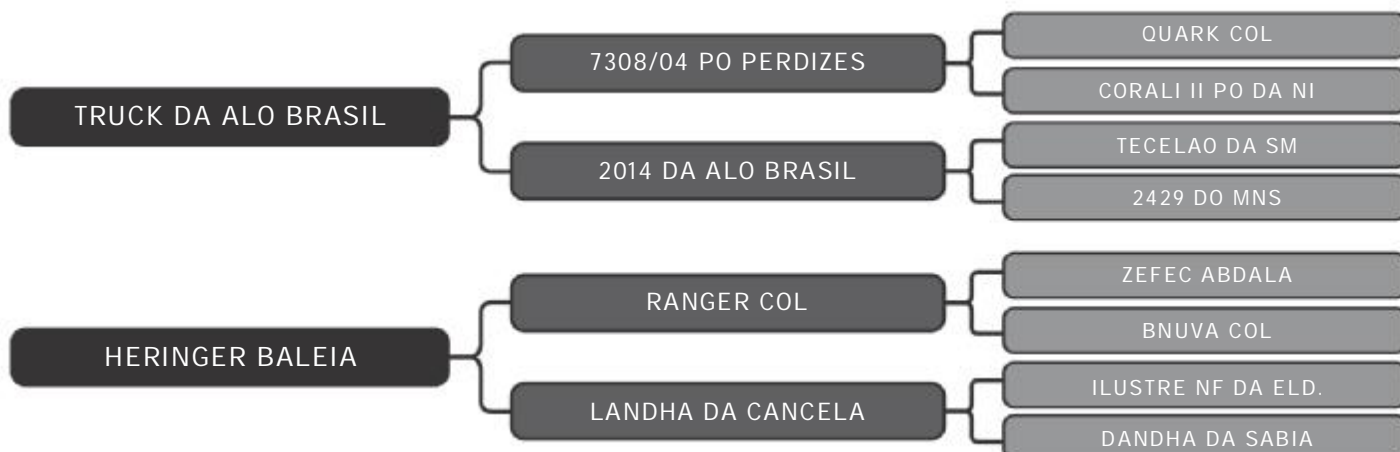 QUARK COL
7308/04 PO PERDIZES
CORALI II PO DA NI
TRUCK DA ALO BRASIL
TECELAO DA SM
2014 DA ALO BRASIL
2429 DO MNS
ZEFEC ABDALA
RANGER COL
BNUVA COL
HERINGER BALEIA
ILUSTRE NF DA ELD.
LANDHA DA CANCELA
DANDHA DA SABIA